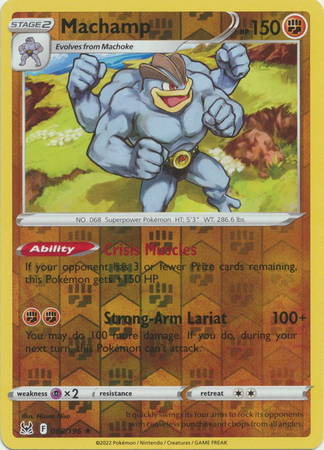 STAGE 2 Machamp HP 150
Evolves from Machoke
NO. 068 Superpower Pokémon HT: 5'3" WT: 286.6 lbs.
Ability Crisis Muscles
If your opponent has 3 or fewer Prize cards remaining,
this Pokémon gets +150 HP.
Strong-Arm Lariat 100+
You may do 100 more damage. If you do, during your
next turn, this Pokémon can't attack.
weakness ×2 resistance retreat
Illus. It quickly swings its four arms to rock its opponents
with ceaseless punches and chops from all angles.
F /196 ★
©2022 Pokémon / Nintendo / Creatures / GAME FREAK